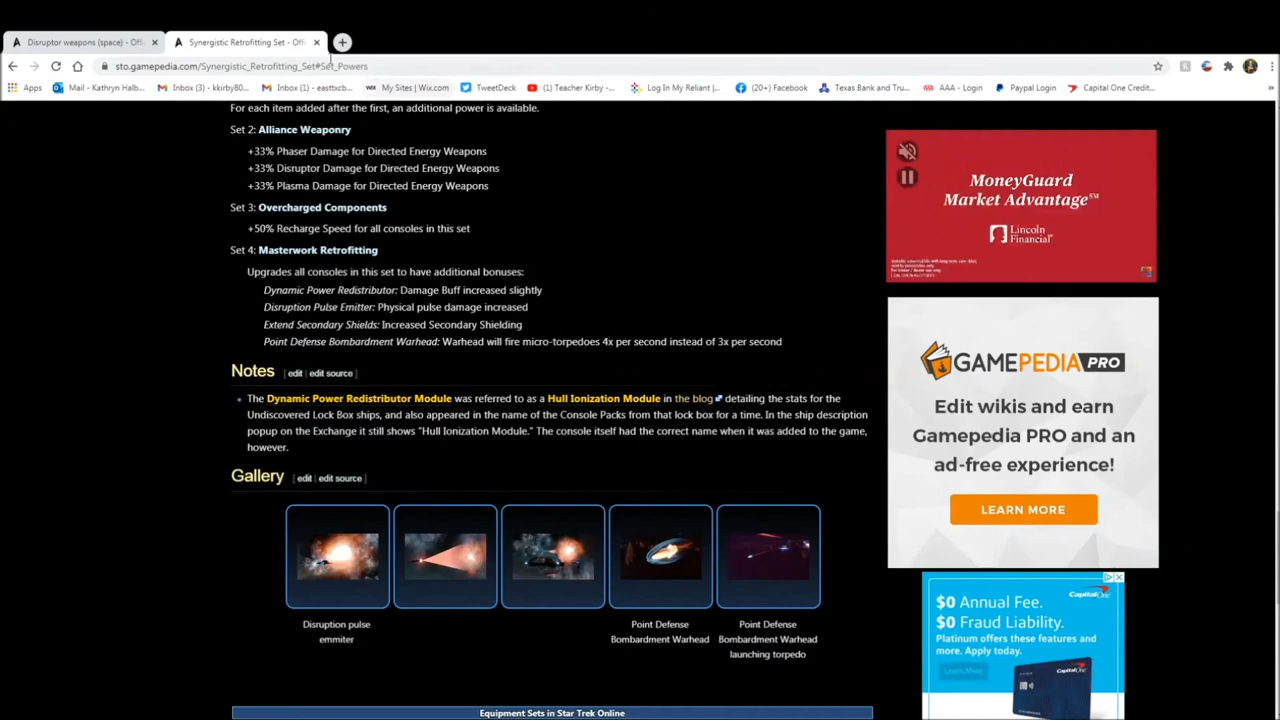 Disruptor weapons (space) - Offi
Synergistic Retrofitting Set - Offi
sto.gamepedia.com/Synergistic_Retrofitting_Set#Set_Powers
Apps
Mail - Kathryn Halb...
Inbox (3) - kkirby80...
Inbox (1) - easttxcb...
WIX My Sites | Wix.com
TweetDeck
(1) Teacher Kirby -...
Log In My Reliant |...
(20+) Facebook
Texas Bank and Tru...
AAA - Login
Paypal Login
Capital One Credit...
»
For each item added after the first, an additional power is available.
Set 2: Alliance Weaponry
+33% Phaser Damage for Directed Energy Weapons
+33% Disruptor Damage for Directed Energy Weapons
+33% Plasma Damage for Directed Energy Weapons
Set 3: Overcharged Components
+50% Recharge Speed for all consoles in this set
Set 4: Masterwork Retrofitting
Upgrades all consoles in this set to have additional bonuses:
Dynamic Power Redistributor: Damage Buff increased slightly
Disruption Pulse Emitter: Physical pulse damage increased
Extend Secondary Shields: Increased Secondary Shielding
Point Defense Bombardment Warhead: Warhead will fire micro-torpedoes 4x per second instead of 3x per second
Notes [ edit | edit source ]
The Dynamic Power Redistributor Module was referred to as a Hull Ionization Module in the blog detailing the stats for the
Undiscovered Lock Box ships, and also appeared in the name of the Console Packs from that lock box for a time. In the ship description
popup on the Exchange it still shows "Hull Ionization Module." The console itself had the correct name when it was added to the game,
however.
Gallery [ edit | edit source ]
Disruption pulse
emmiter
Point Defense
Bombardment Warhead
Point Defense
Bombardment Warhead
launching torpedo
Equipment Sets in Star Trek Online
MoneyGuard
Market Advantage℠
Lincoln
Financial®
GAMEPEDIA PRO
Edit wikis and earn
Gamepedia PRO and an
ad-free experience!
LEARN MORE
Capital One
$0 Annual Fee.
$0 Fraud Liability.
Platinum offers these features and
more. Apply today.
Learn More